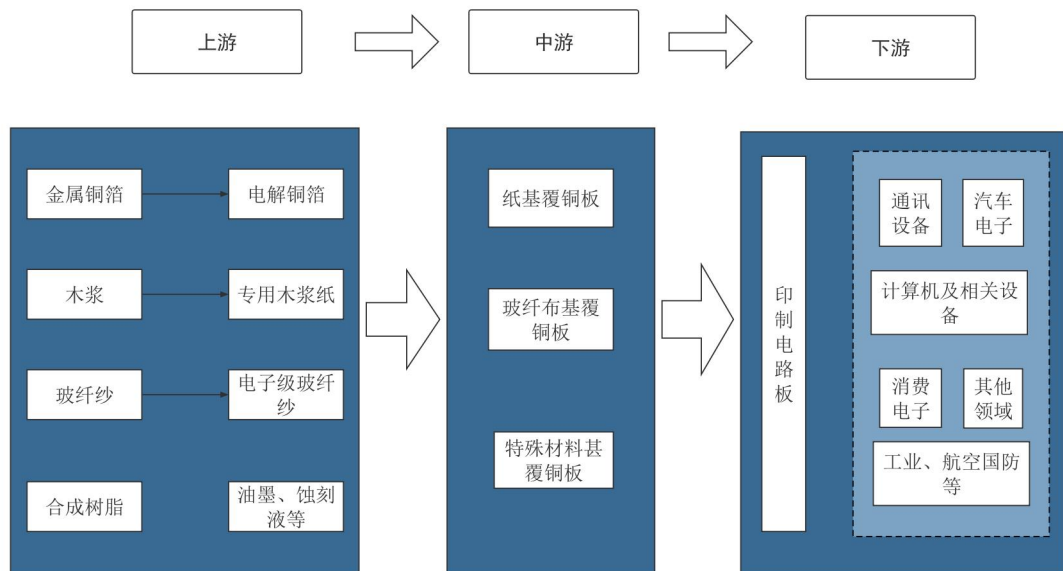 上游
中游
下游
金属铜箔
电解铜箔
木浆
专用木浆纸
玻纤纱
电子级玻纤
纱
合成树脂
油墨、蚀刻
液等
纸基覆铜板
玻纤布基覆
铜板
特殊材料甚
覆铜板
印
制
电
路
板
通讯
设备
汽车
电子
计算机及相关设
备
消费
电子
其他
领域
工业、航空国防
等